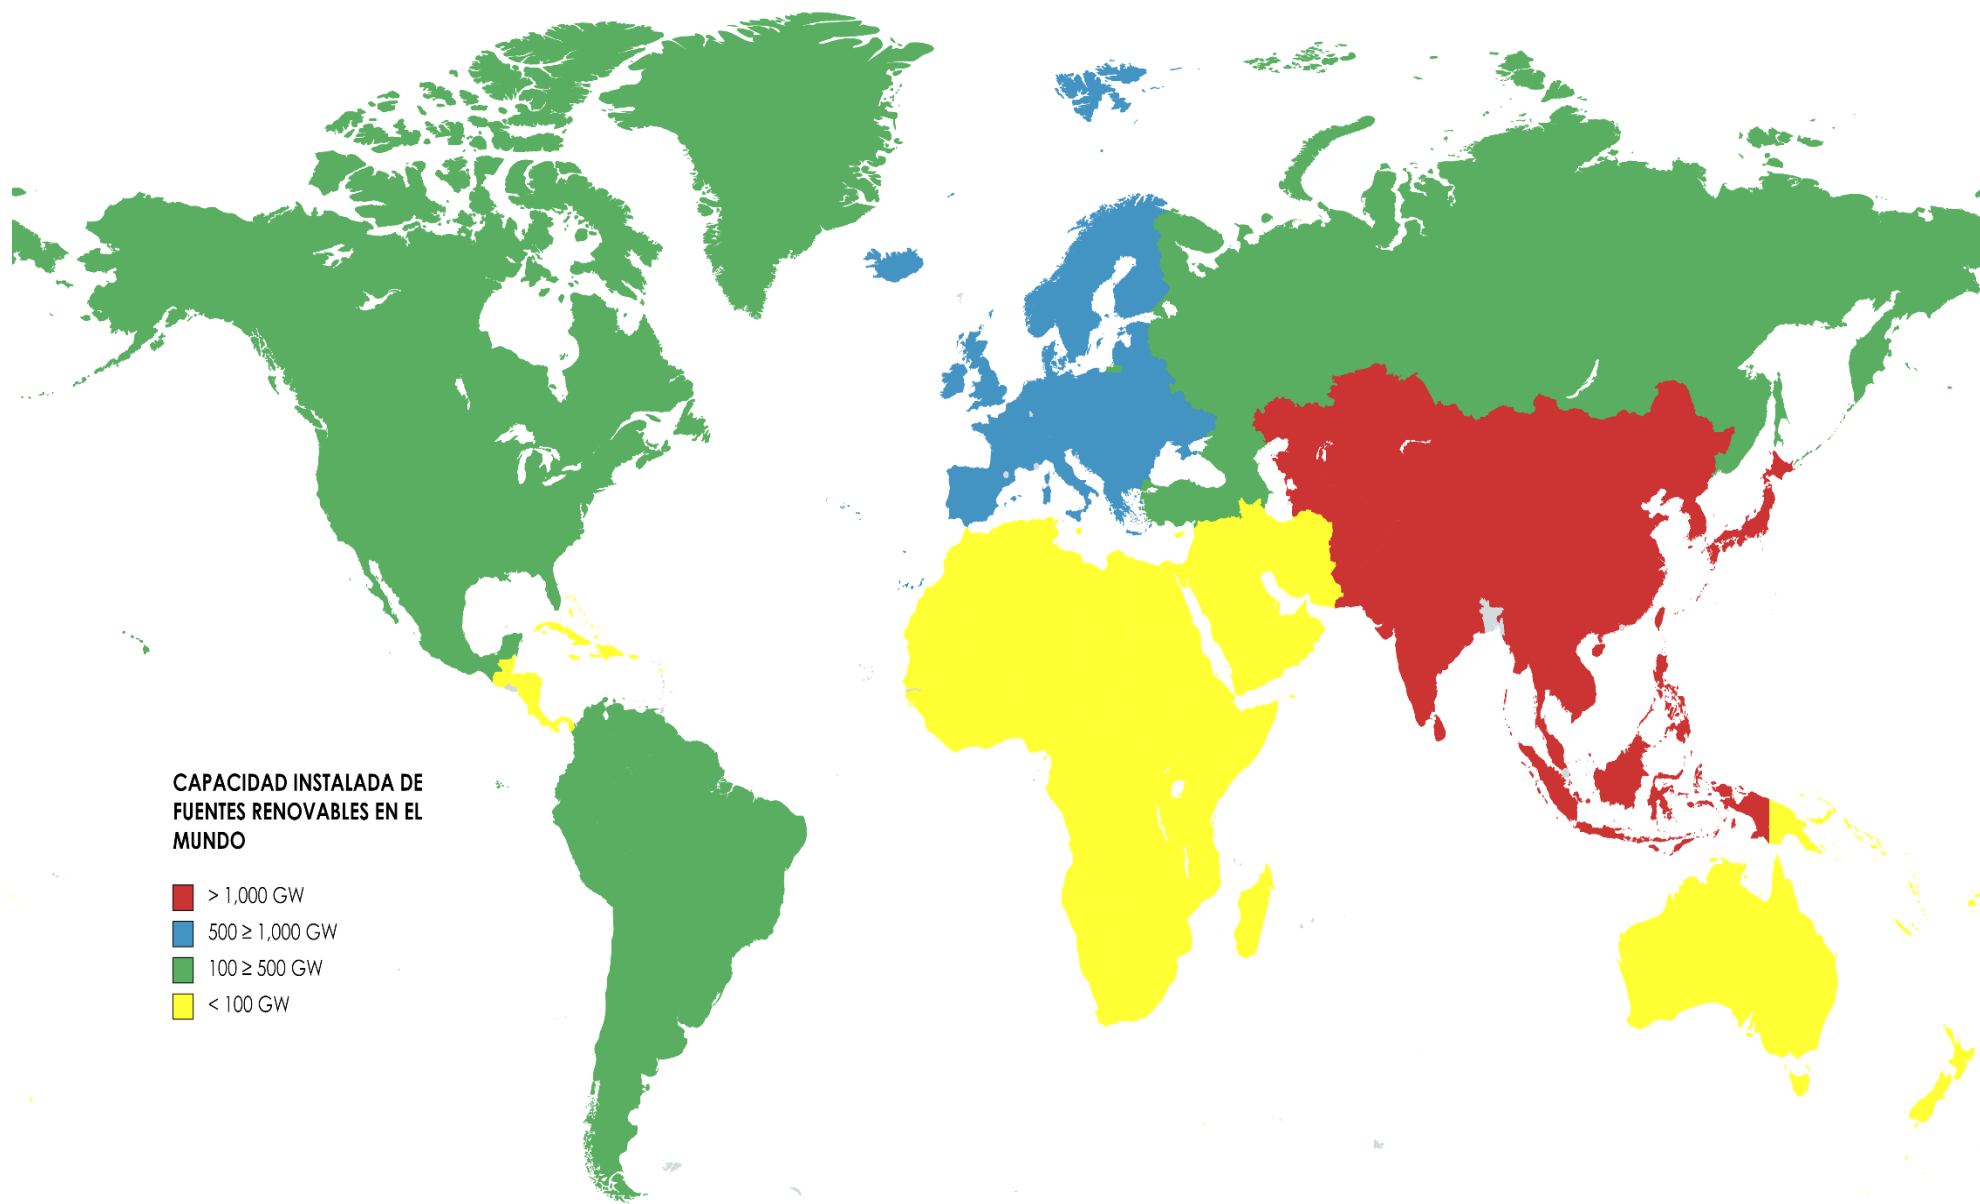 CAPACIDAD INSTALADA DE
FUENTES RENOVABLES EN EL
MUNDO
> 1,000 GW
500 ≥ 1,000 GW
100 ≥ 500 GW
< 100 GW